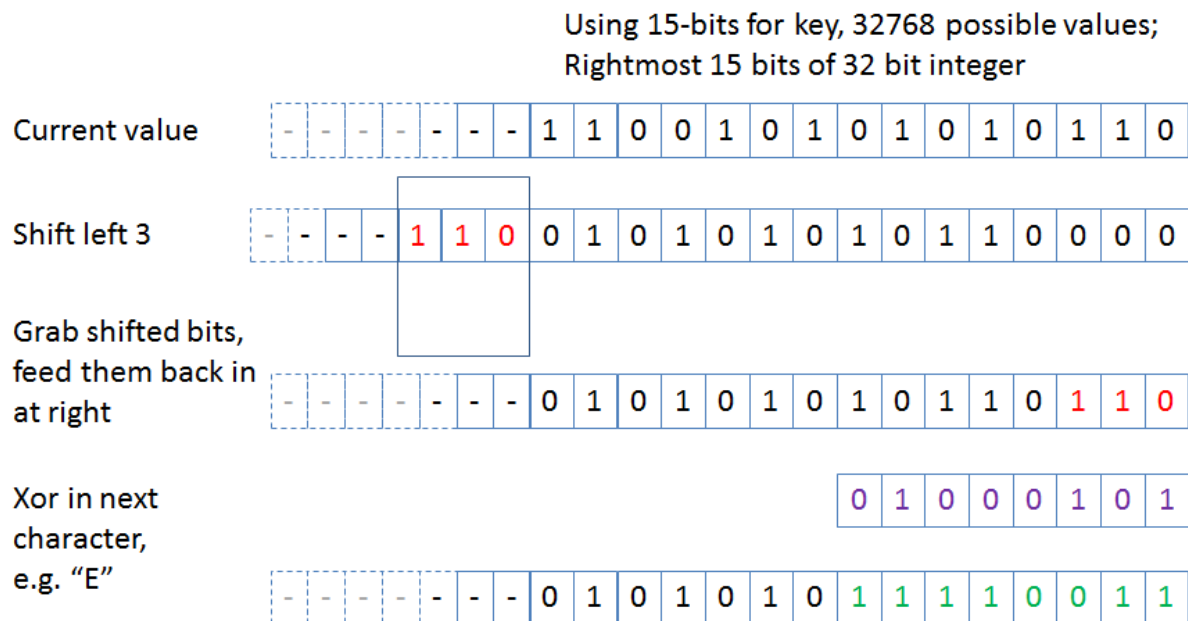 Using 15-bits for key, 32768 possible values;
Rightmost 15 bits of 32 bit integer
Current value
- - - - - - - 1 1 0 0 1 0 1 0 1 0 1 0 1 1 0
Shift left 3
- - - - 1 1 0 0 1 0 1 0 1 0 1 0 1 1 0 0 0 0
Grab shifted bits,
feed them back in
at right
- - - - - - - 0 1 0 1 0 1 0 1 0 1 1 0 1 1 0
Xor in next
character,
e.g. “E”
0 1 0 0 0 1 0 1
- - - - - - - 0 1 0 1 0 1 0 1 1 1 1 0 0 1 1